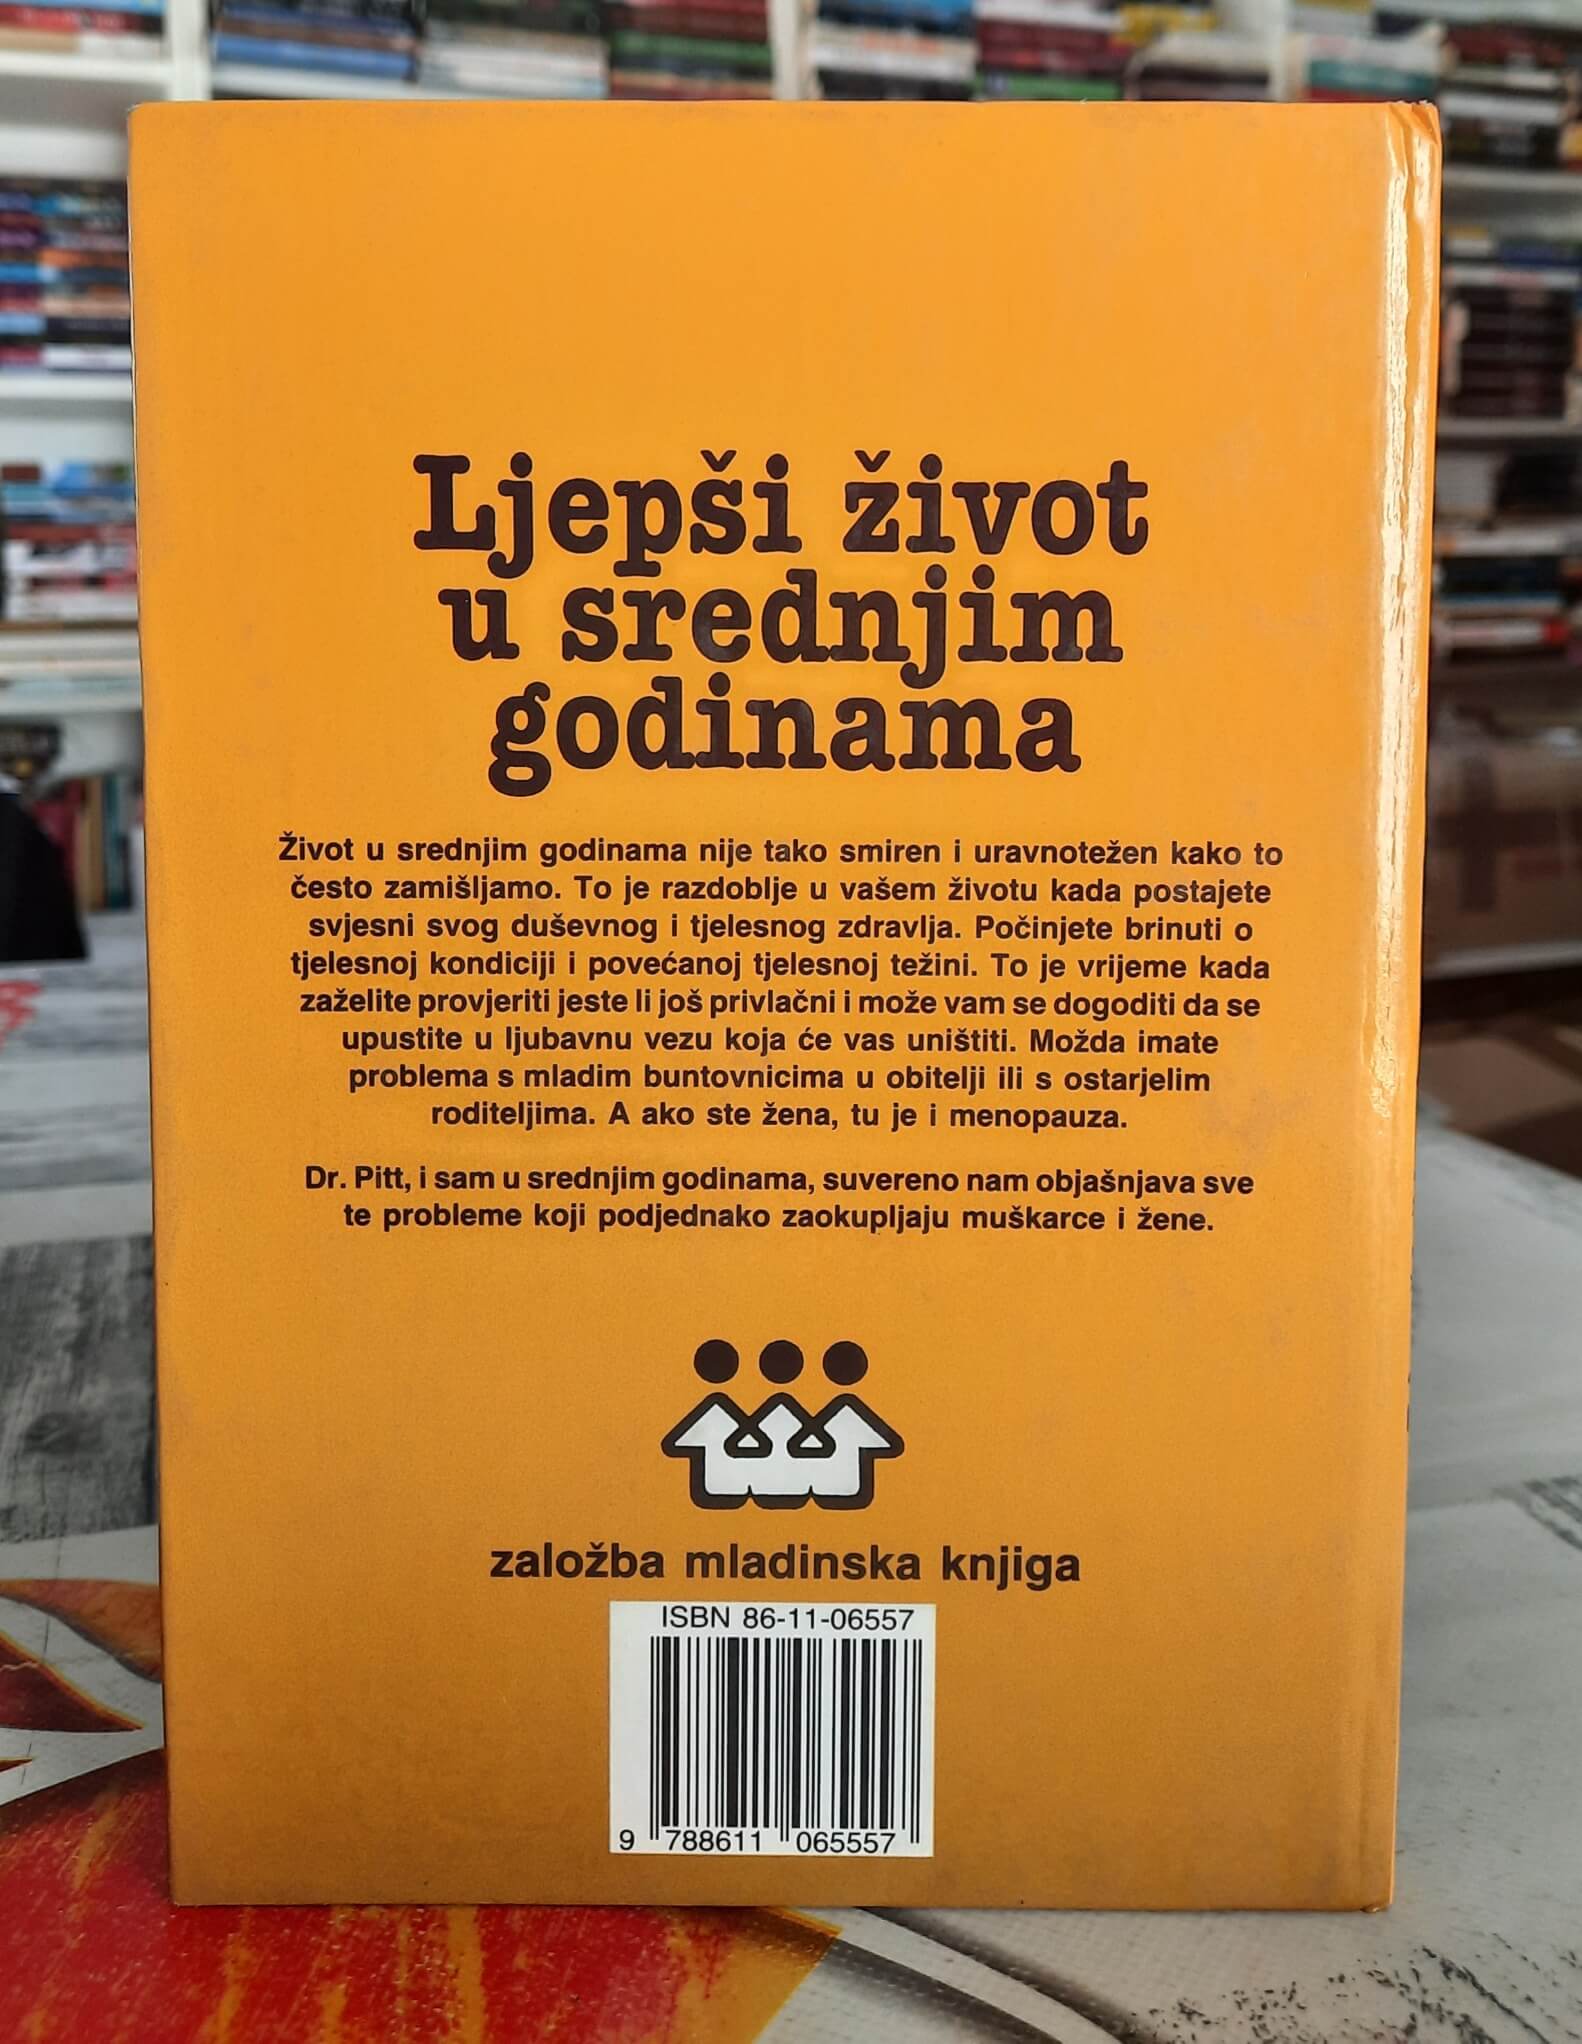 Ljepši život
u srednjim
godinama
Život u srednjim godinama nije tako smiren i uravnotežen kako to
često zamišljamo. To je razdoblje u vašem životu kada postajete
svjesni svog duševnog i tjelesnog zdravlja. Počinjete brinuti o
tjelesnoj kondiciji i povećanoj tjelesnoj težini. To je vrijeme kada
zaželite provjeriti jeste li još privlačni i može vam se dogoditi da se
upustite u ljubavnu vezu koja će vas uništiti. Možda imate
problema s mladim buntovnicima u obitelji ili s ostarjelim
roditeljima. A ako ste žena, tu je i menopauza.
Dr. Pitt, i sam u srednjim godinama, suvereno nam objašnjava sve
te probleme koji podjednako zaokupljaju muškarce i žene.
založba mladinska knjiga
ISBN 86-11-06557
9 788611 065557